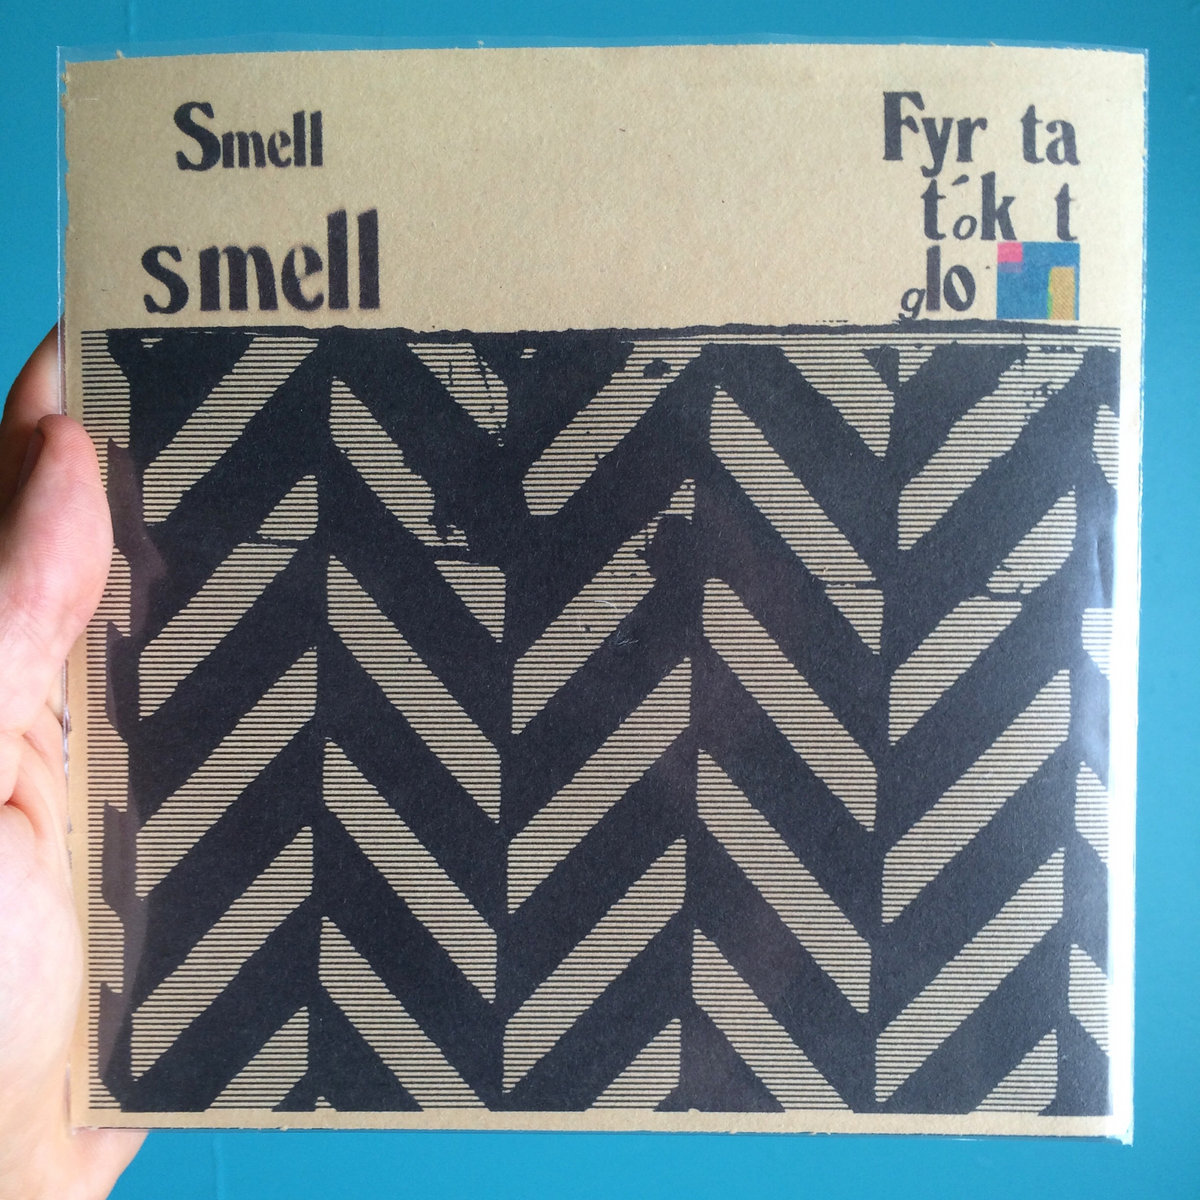 Smell
smell
Fyr ta
tók t
glo